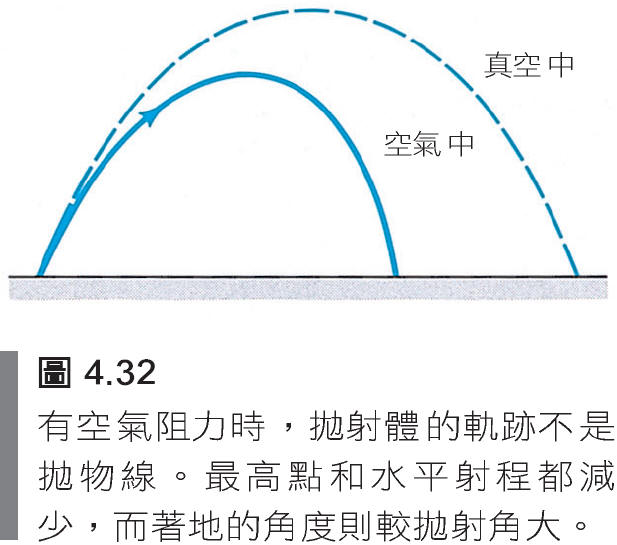 真空中
空氣中
圖 4.32
有空氣阻力時，拋射體的軌跡不是
拋物線。最高點和水平射程都減
少，而著地的角度則較拋射角大。